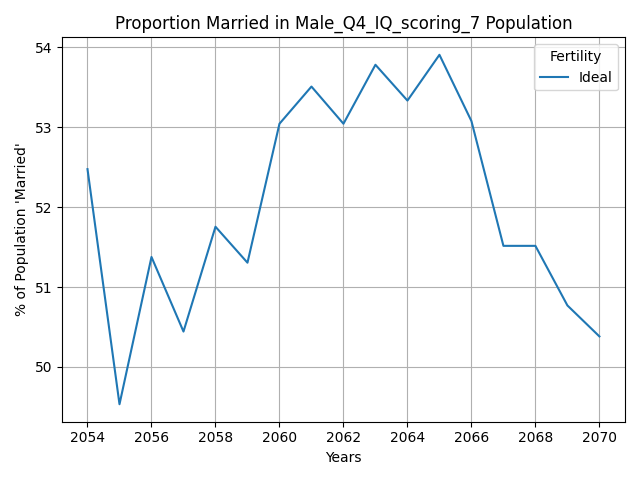 Proportion Married in Male_Q4_IQ_scoring_7 Population
Fertility
Ideal
% of Population 'Married'
54
53
52
51
50
2054 2056 2058 2060 2062 2064 2066 2068 2070
Years